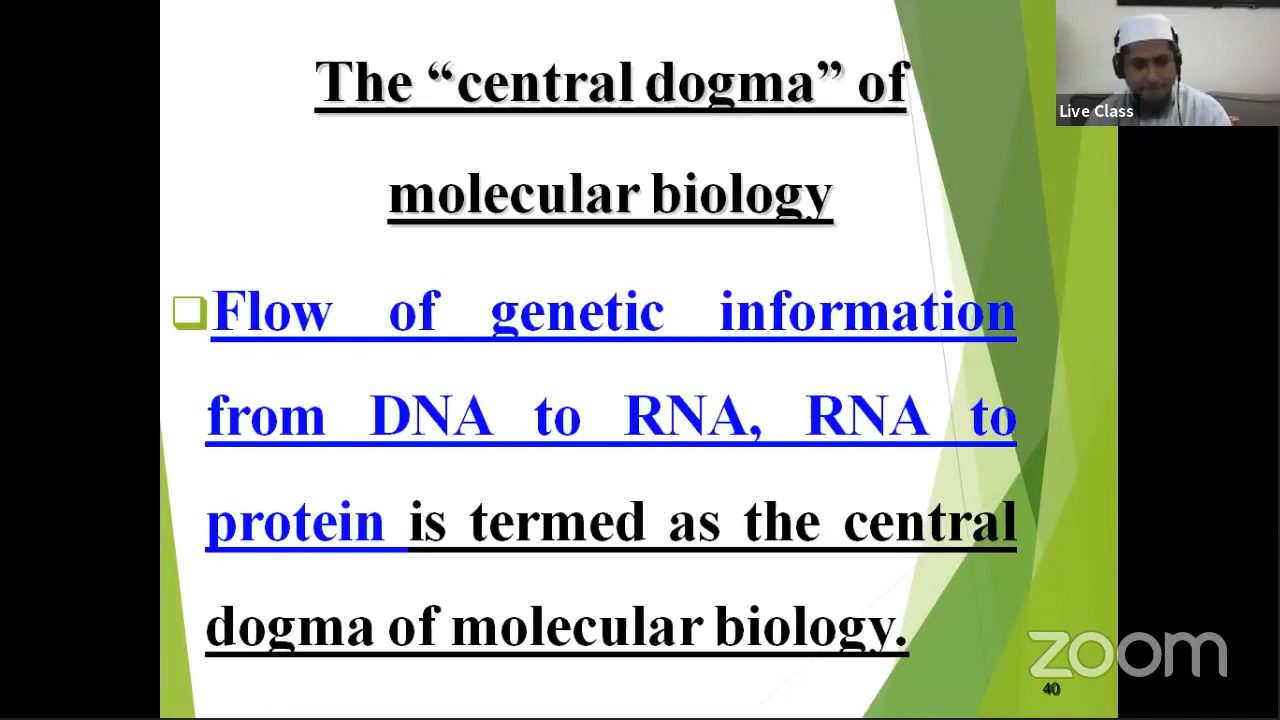 The “central dogma” of
molecular biology
Live Class
Flow of genetic information
from DNA to RNA, RNA to
protein is termed as the central
dogma of molecular biology.
zoom
40